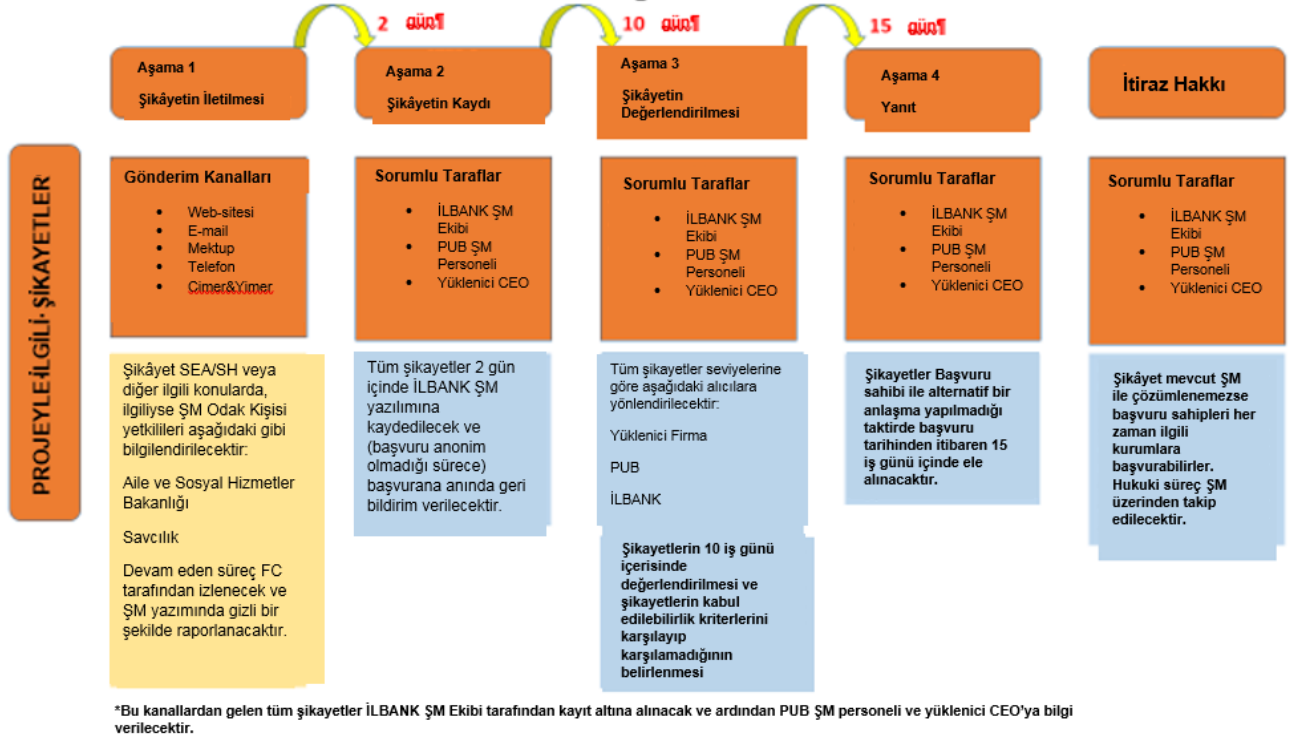 2 gün¶
10 gün¶
15 gün¶
Aşama 1
Şikâyetin İletilmesi
Aşama 2
Şikâyetin Kaydı
Aşama 3
Şikâyetin
Değerlendirilmesi
Aşama 4
Yanıt
İtiraz Hakkı
PROJEYLE·İLGİLİ·ŞİKAYETLER
Gönderim Kanalları
• Web-sitesi
• E-mail
• Mektup
• Telefon
• Cimer&Yimer
Sorumlu Taraflar
• İLBANK ŞM
Ekibi
• PUB ŞM
Personeli
• Yüklenici CEO
Sorumlu Taraflar
• İLBANK ŞM
Ekibi
• PUB ŞM
Personeli
• Yüklenici CEO
Sorumlu Taraflar
• İLBANK ŞM
Ekibi
• PUB ŞM
Personeli
• Yüklenici CEO
Sorumlu Taraflar
• İLBANK ŞM
Ekibi
• PUB ŞM
Personeli
• Yüklenici CEO
Şikâyet SEA/SH veya
diğer ilgili konularda,
ilgiliyse ŞM Odak Kişisi
yetkilileri aşağıdaki gibi
bilgilendirilecektir:
Aile ve Sosyal Hizmetler
Bakanlığı
Savcılık
Devam eden süreç FC
tarafından izlenecek ve
ŞM yazımında gizli bir
şekilde raporlanacaktır.
Tüm şikayetler 2 gün
içinde İLBANK ŞM
yazılımına
kaydedilecek ve
(başvuru anonim
olmadığı sürece)
başvurana anında geri
bildirim verilecektir.
Tüm şikayetler seviyelerine
göre aşağıdaki alıcılara
yönlendirilecektir:
Yüklenici Firma
PUB
İLBANK
Şikayetlerin 10 iş günü
içerisinde
değerlendirilmesi ve
şikayetlerin kabul
edilebilirlik kriterlerini
karşılayıp
karşılamadığının
belirlenmesi
Şikayetler Başvuru
sahibi ile alternatif bir
anlaşma yapılmadığı
taktirde başvuru
tarihinden itibaren 15
iş günü içinde ele
alınacaktır.
Şikâyet mevcut ŞM
ile çözümlenemezse
başvuru sahipleri her
zaman ilgili
kurumlara
başvurabilirler.
Hukuki süreç ŞM
üzerinden takip
edilecektir.
*Bu kanallardan gelen tüm şikayetler İLBANK ŞM Ekibi tarafından kayıt altına alınacak ve ardından PUB ŞM personeli ve yüklenici CEO'ya bilgi
verilecektir.